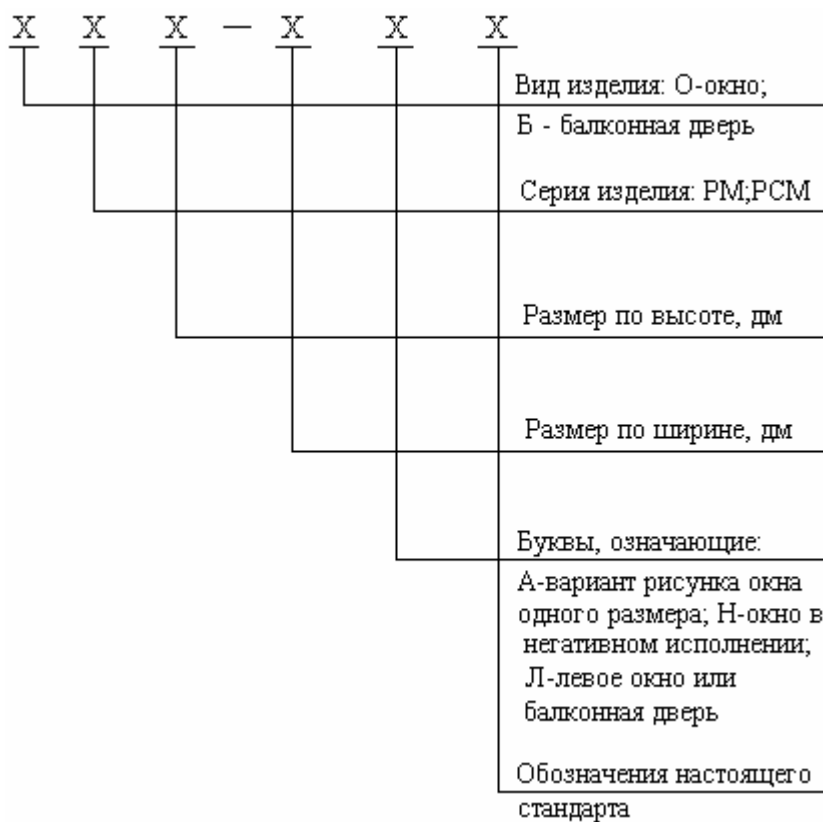 X X X — X X X
Вид изделия: О-окно;
Б - балконная дверь
Серия изделия: РМ;РСМ
Размер по высоте, дм
Размер по ширине, дм
Буквы, означающие:
А-вариант рисунка окна
одного размера; Н-окно в
негативном исполнении;
Л-левое окно или
балконная дверь
Обозначения настоящего
стандарта